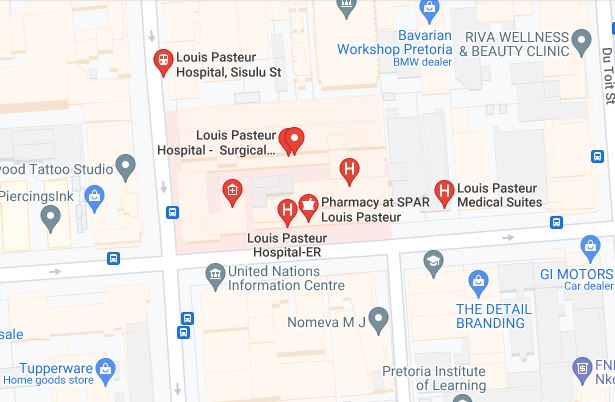 Bavarian
Workshop Pretoria
BMW dealer
RIVA WELLNESS
& BEAUTY CLINIC
Du Toit St
Louis Pasteur
Hospital, Sisulu St
Louis Pasteur
Hospital - Surgical...
ood Tattoo Studio
PiercingsInk
H
H
Pharmacy at SPAR
Louis Pasteur
H
Louis Pasteur
Medical Suites
Louis Pasteur
Hospital-ER
United Nations
Information Centre
GI MOTORS
Car dealer
THE DETAIL
BRANDING
Nomeva M J
sale
Tupperware
Home goods store
Pretoria Institute
of Learning
FN
Nko